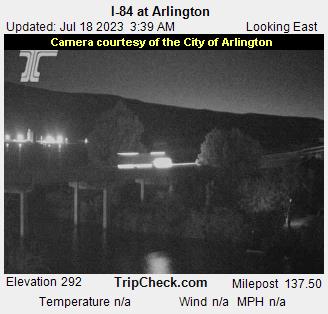 I-84 at Arlington
Updated: Jul 18 2023 3:39 AM Looking East
Camera courtesy of the City of Arlington
Elevation 292 TripCheck.com Milepost 137.50
Temperature n/a Wind n/a MPH n/a